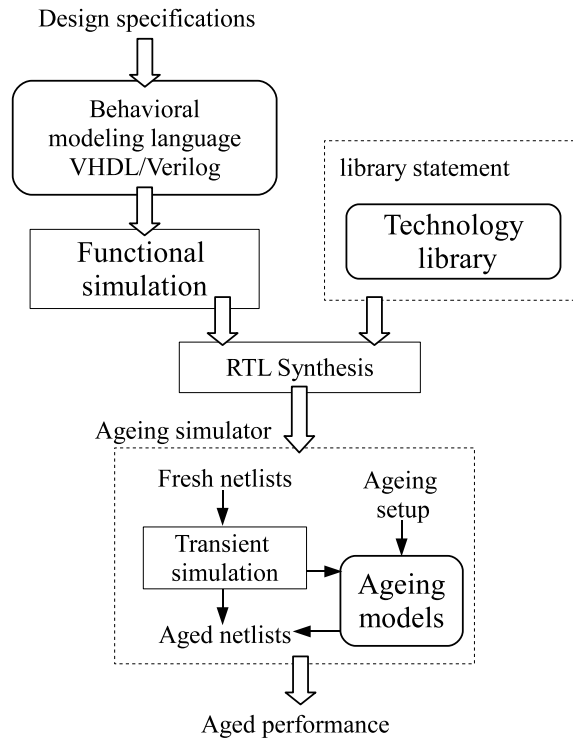 Design specifications
Behavioral
modeling language
VHDL/Verilog
library statement
Technology
library
Functional
simulation
RTL Synthesis
Ageing simulator
Fresh netlists
Ageing
setup
Transient
simulation
Ageing
models
Aged netlists
Aged performance